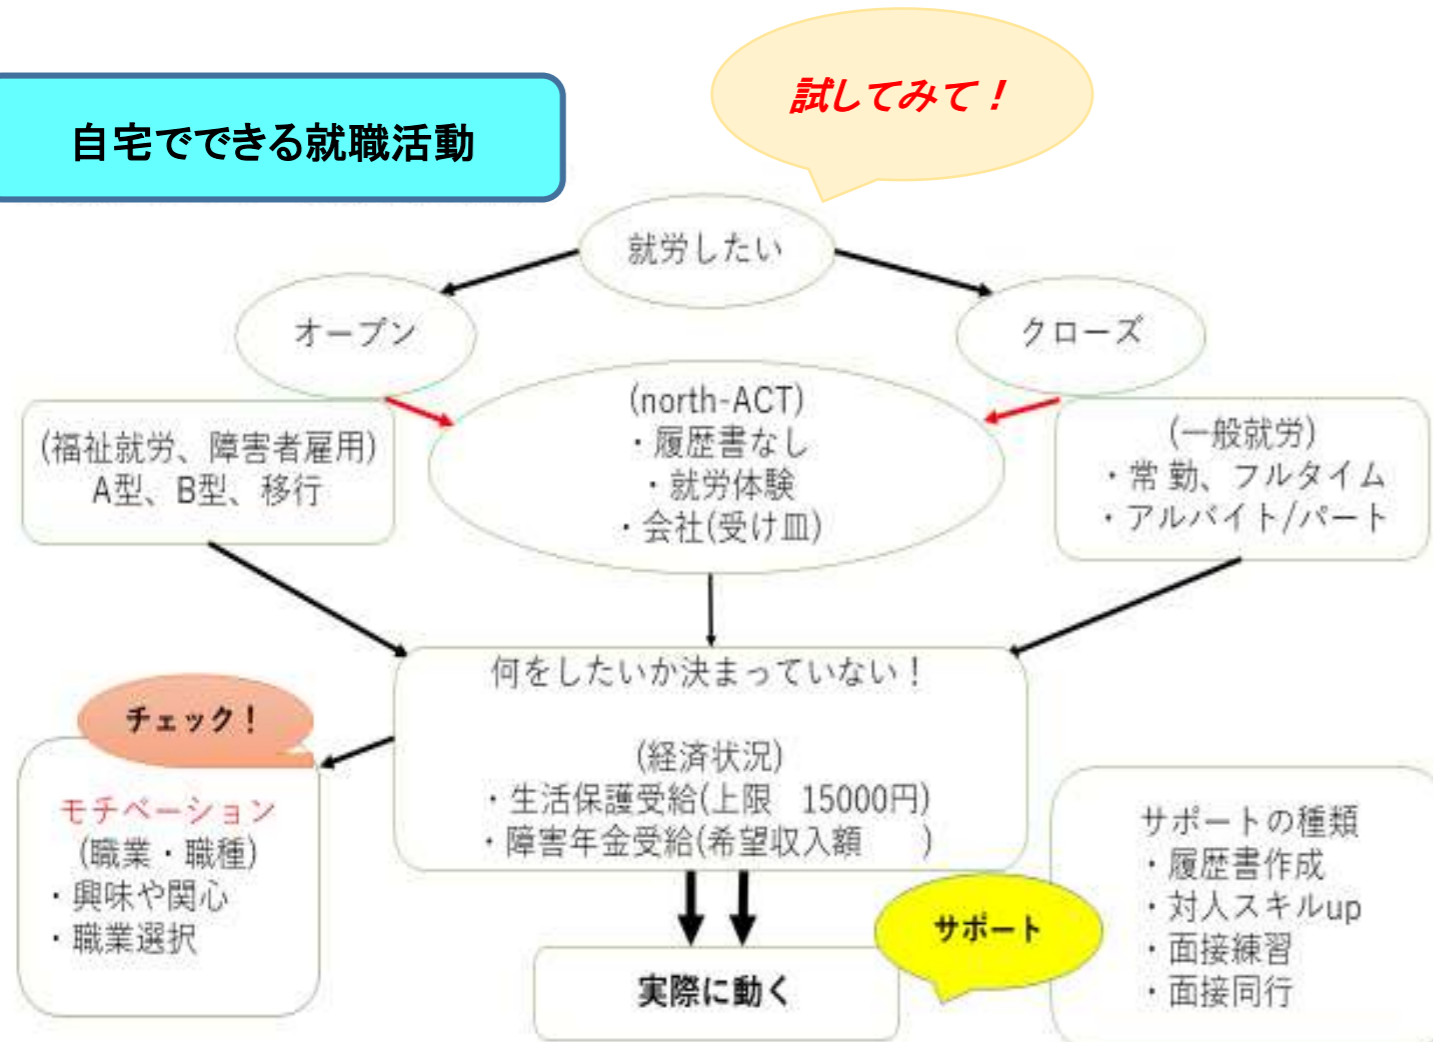 試してみて！
自宅でできる就職活動
就労したい
オープン
クローズ
(福祉就労、障害者雇用)
A型、B型、移行
(north-ACT)
・履歴書なし
・就労体験
・会社(受け皿)
(一般就労)
・常 勤、フルタイム
・アルバイト/パート
何をしたいか決まっていない！
(経済状況)
・生活保護受給(上限　15000円)
・障害年金受給(希望収入額　　)
チェック！
モチベーション
(職業・職種)
・興味や関心
・職業選択
サポートの種類
・履歴書作成
・対人スキルup
・面接練習
・面接同行
サポート
実際に動く